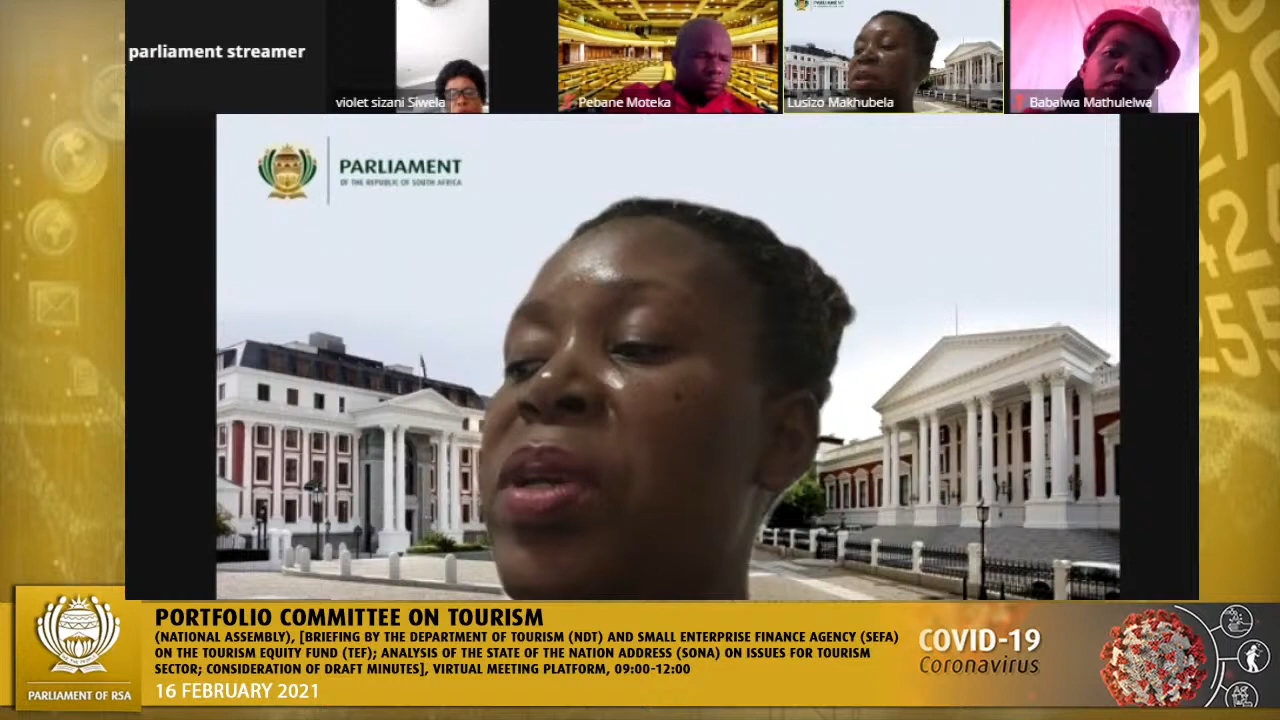 parliament streamer
violet sizani Siwela
Pebane Moteka
Lusizo Makhubela
Babalwa Mathulelwa
PARLIAMENT
OF THE REPUBLIC OF SOUTH AFRICA
PORTFOLIO COMMITTEE ON TOURISM
(NATIONAL ASSEMBLY), [BRIEFING BY THE DEPARTMENT OF TOURISM (NDT) AND SMALL ENTERPRISE FINANCE AGENCY (SEFA)
ON THE TOURISM EQUITY FUND (TEF); ANALYSIS OF THE STATE OF THE NATION ADDRESS (SONA) ON ISSUES FOR TOURISM
SECTOR; CONSIDERATION OF DRAFT MINUTES], VIRTUAL MEETING PLATFORM, 09:00-12:00
16 FEBRUARY 2021
PARLIAMENT OF RSA
COVID-19
Coronavirus